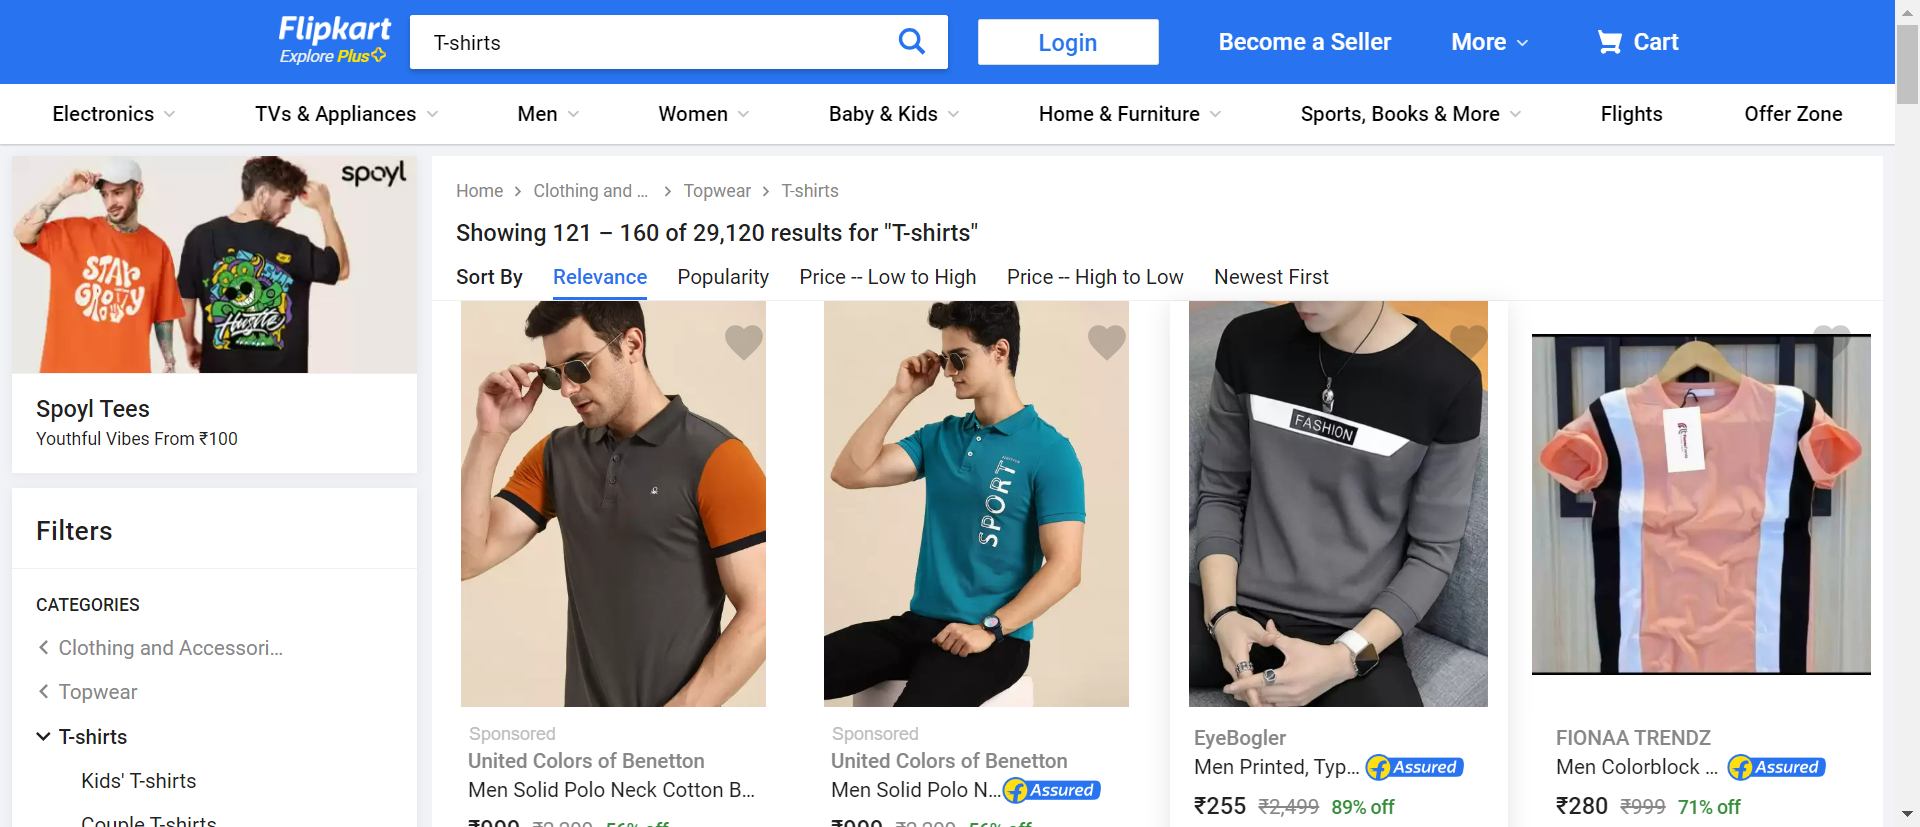 Flipkart
Explore Plus
T-shirts
Login
Become a Seller
More
Cart
Electronics
TVs & Appliances
Men
Women
Baby & Kids
Home & Furniture
Sports, Books & More
Flights
Offer Zone
spoyl
STAY
GROOVY
Hustle
Spoyl Tees
Youthful Vibes From ₹100
Filters
CATEGORIES
Clothing and Accessori...
Topwear
T-shirts
Kids' T-shirts
Couple T-shirts
Home
Clothing and ...
Topwear
T-shirts
Showing 121 – 160 of 29,120 results for "T-shirts"
Sort By
Relevance
Popularity
Price -- Low to High
Price -- High to Low
Newest First
SPORT
FASHION
Sponsored
United Colors of Benetton
Men Solid Polo Neck Cotton B...
Sponsored
United Colors of Benetton
Men Solid Polo N...
Assured
EyeBogler
Men Printed, Typ...
Assured
₹255 ₹2,499 89% off
FIONAA TRENDZ
Men Colorblock ...
Assured
₹280 ₹999 71% off